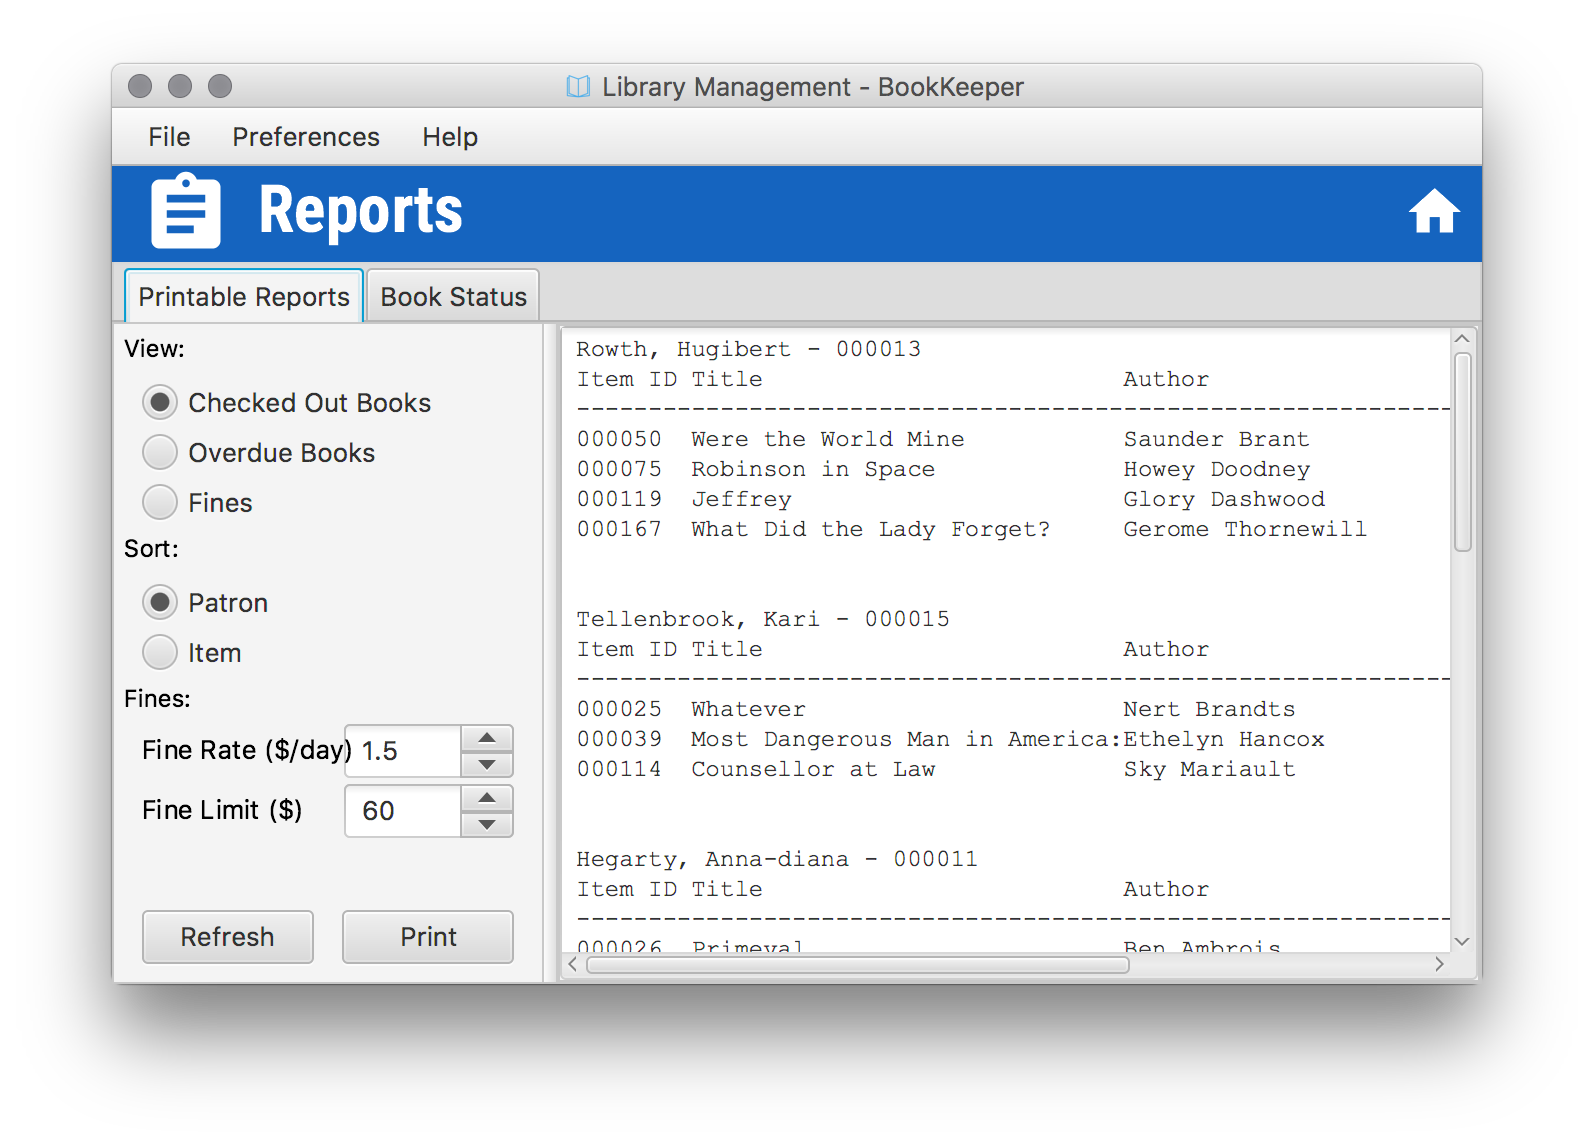 Library Management - BookKeeper
File Preferences Help
Reports
Printable Reports Book Status
View:
Checked Out Books
Overdue Books
Fines
Sort:
Patron
Item
Fines:
Fine Rate ($/day) 1.5
Fine Limit ($) 60
Refresh Print
Rowth, Hugibert - 000013
Item ID Title Author
--------------------------------------------------------------
000050 Were the World Mine Saunder Brant
000075 Robinson in Space Howey Doodney
000119 Jeffrey Glory Dashwood
000167 What Did the Lady Forget? Gerome Thornewill
Tellenbrook, Kari - 000015
Item ID Title Author
--------------------------------------------------------------
000025 Whatever Nert Brandts
000039 Most Dangerous Man in America:Ethelyn Hancox
000114 Counsellor at Law Sky Mariault
Hegarty, Anna-diana - 000011
Item ID Title Author
--------------------------------------------------------------
000026 Primeval Ben Ambrois